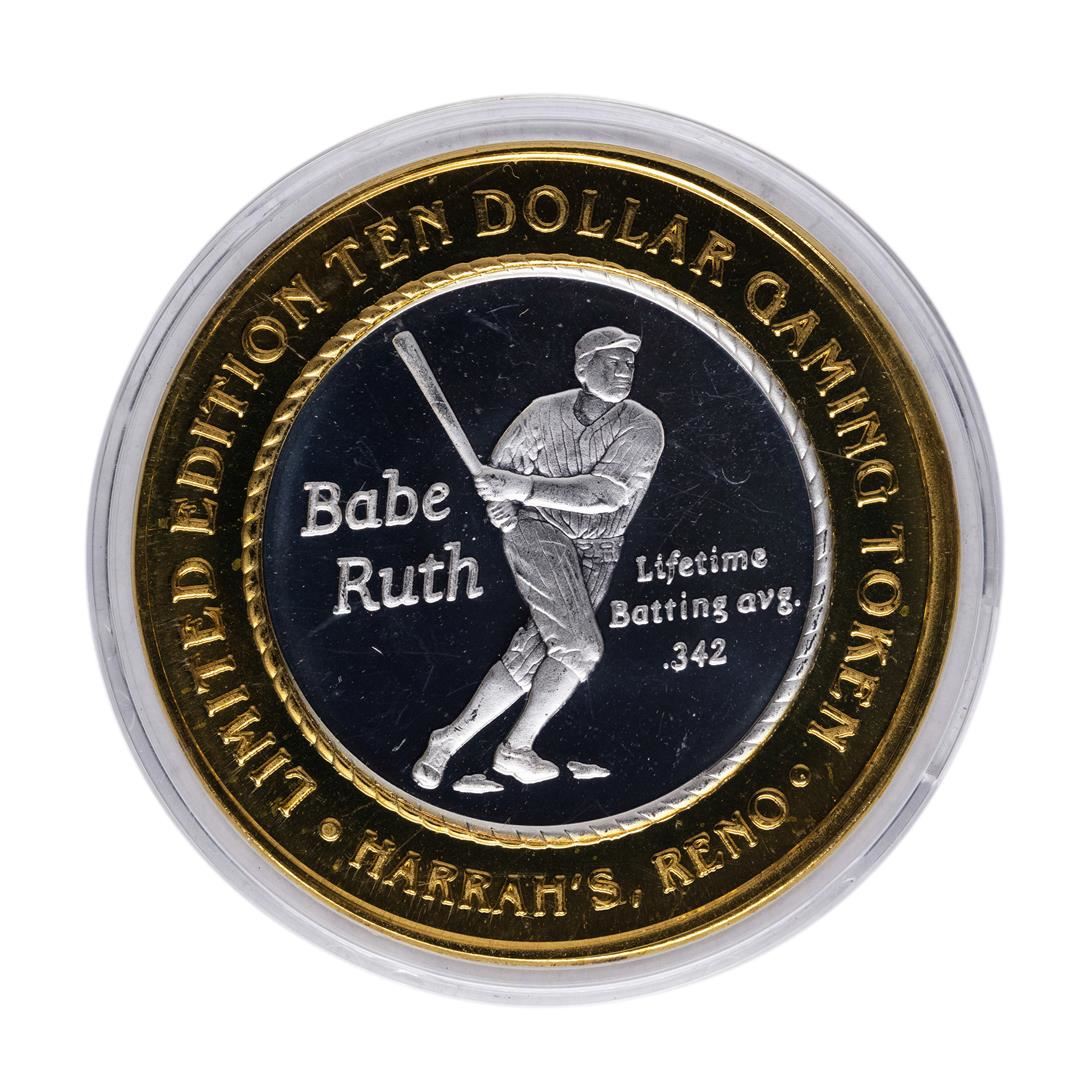 LIMITED EDITION TEN DOLLAR GAMING TOKEN
Babe
Ruth
Lifetime
Batting avg.
.342
• HARRAH'S, RENO •